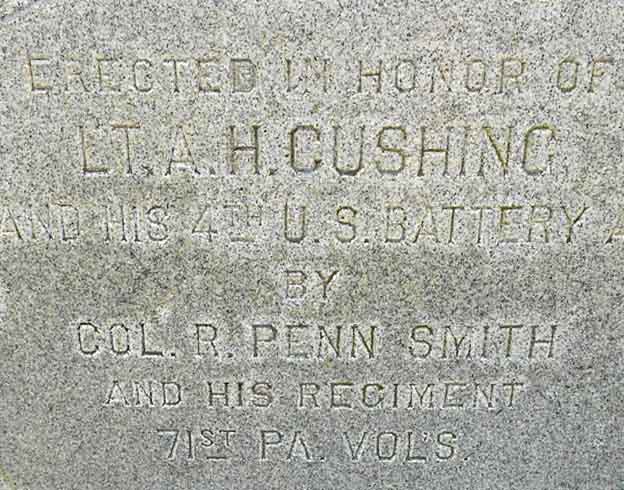 ERECTED IN HONOR OF
LT. A. H. CUSHING,
AND HIS 4TH U. S. BATTERY A
BY
COL. R. PENN SMITH
AND HIS REGIMENT
71ST PA. VOL'S.